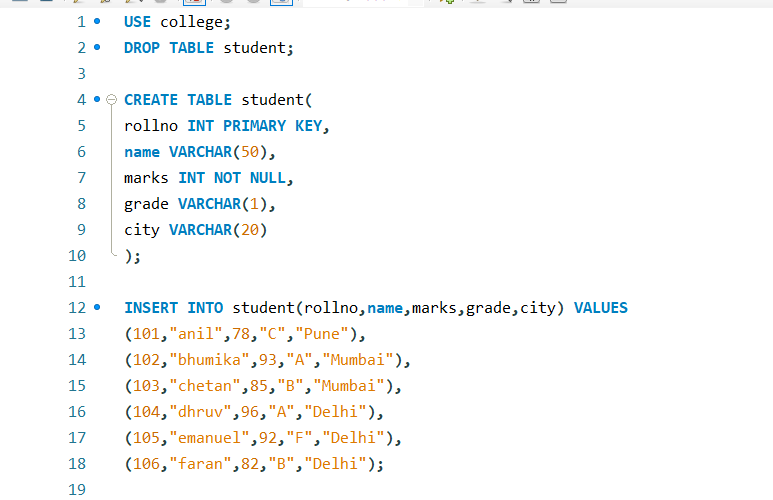 1 USE college;
2 DROP TABLE student;
3
4 CREATE TABLE student(
5 rollno INT PRIMARY KEY,
6 name VARCHAR(50),
7 marks INT NOT NULL,
8 grade VARCHAR(1),
9 city VARCHAR(20)
10 );
11
12 INSERT INTO student(rollno,name,marks,grade,city) VALUES
13 (101,"anil",78,"C","Pune"),
14 (102,"bhumika",93,"A","Mumbai"),
15 (103,"chetan",85,"B","Mumbai"),
16 (104,"dhruv",96,"A","Delhi"),
17 (105,"emanuel",92,"F","Delhi"),
18 (106,"faran",82,"B","Delhi");
19